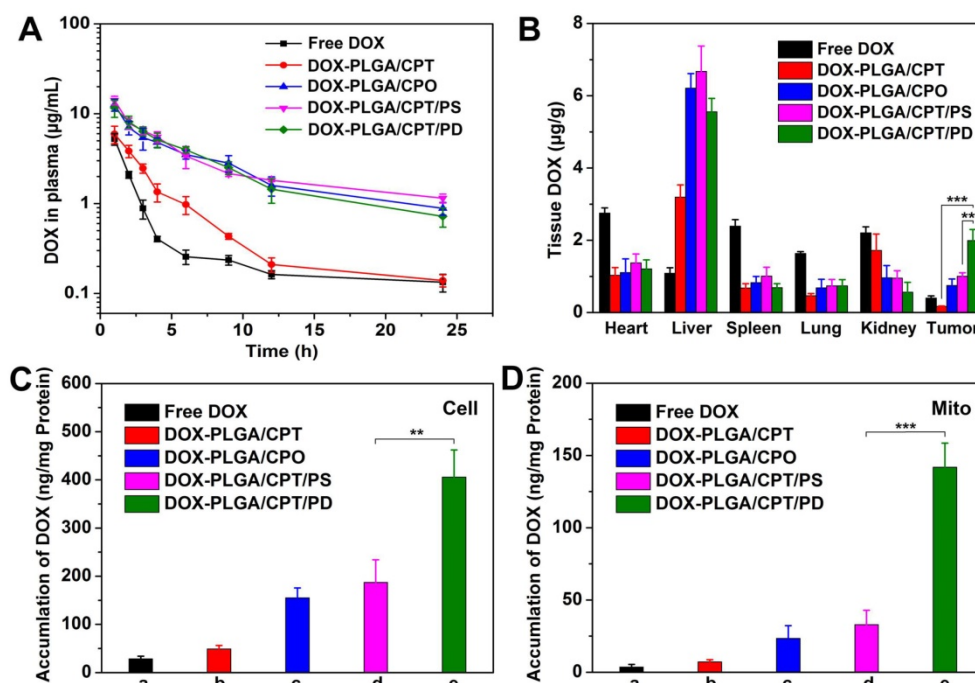 A
DOX in plasma (μg/mL)
100
10
1
0.1
0 5 10 15 20 25
Time (h)
Free DOX
DOX-PLGA/CPT
DOX-PLGA/CPO
DOX-PLGA/CPT/PS
DOX-PLGA/CPT/PD
B
Tissue DOX (μg/g)
8
6
4
2
0
Heart Liver Spleen Lung Kidney Tumor
Free DOX
DOX-PLGA/CPT
DOX-PLGA/CPO
DOX-PLGA/CPT/PS
DOX-PLGA/CPT/PD
***
**
C
Accumlation of DOX (ng/mg Protein)
600
500
400
300
200
100
0
Free DOX
DOX-PLGA/CPT
DOX-PLGA/CPO
DOX-PLGA/CPT/PS
DOX-PLGA/CPT/PD
Cell
**
a b c d e
D
Accumlation of DOX (ng/mg Protein)
200
150
100
50
0
Free DOX
DOX-PLGA/CPT
DOX-PLGA/CPO
DOX-PLGA/CPT/PS
DOX-PLGA/CPT/PD
Mito
***
a b c d e